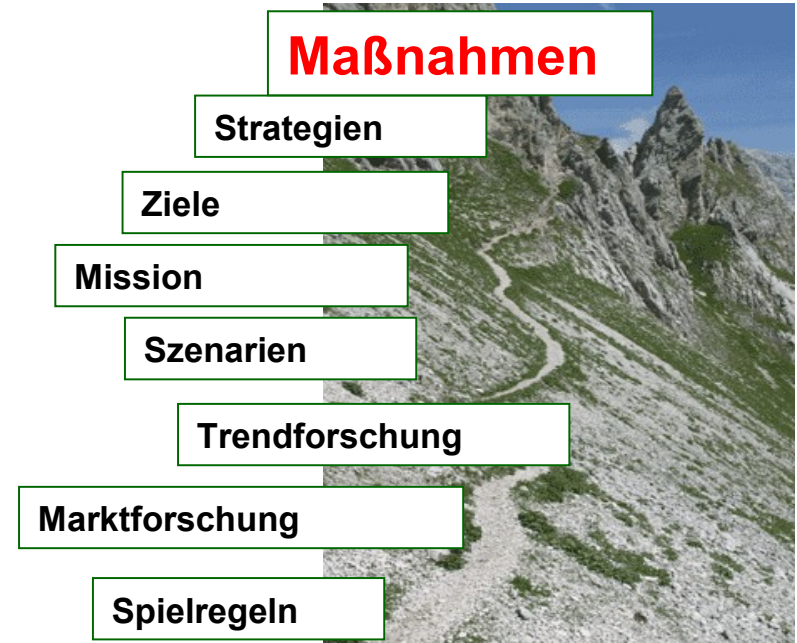 Maßnahmen
Strategien
Ziele
Mission
Szenarien
Trendforschung
Marktforschung
Spielregeln